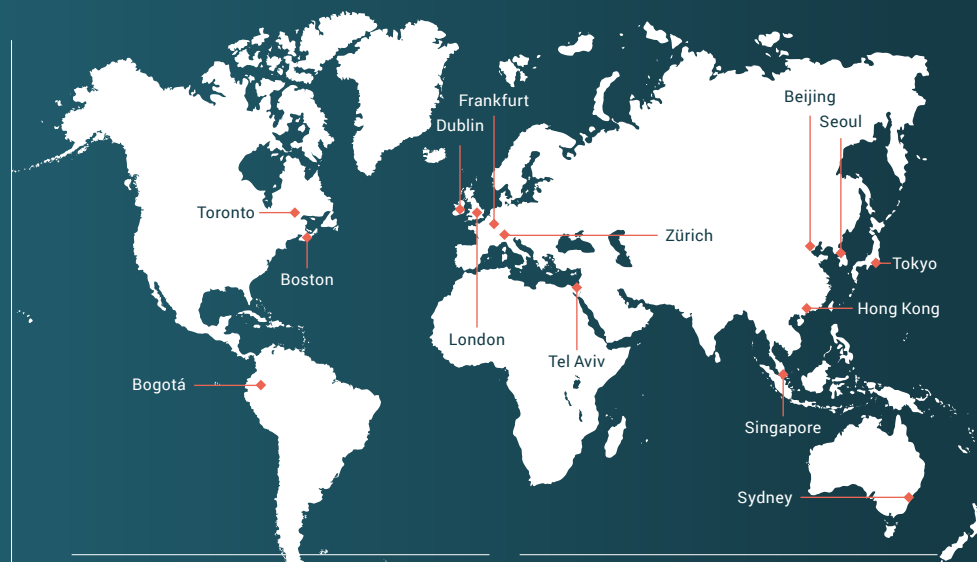 Frankfurt
Beijing
Dublin
Seoul
Toronto
Zürich
Tokyo
Boston
Hong Kong
London
Tel Aviv
Bogotá
Singapore
Sydney